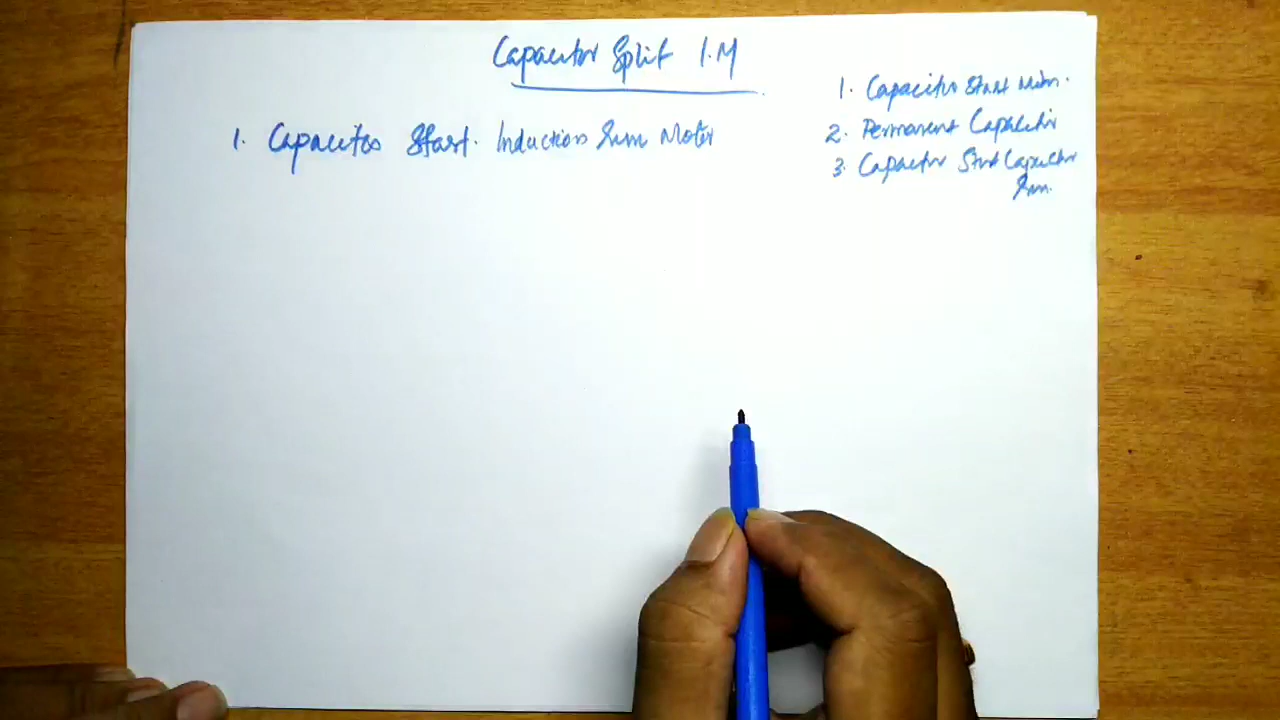 Capacitor Split I.M
1. Capacitor Start. Induction Run Motor
1. Capacitor Start Mtn.
2. Permanent Capacitor
3. Capacitor Start Capacitor
Run.